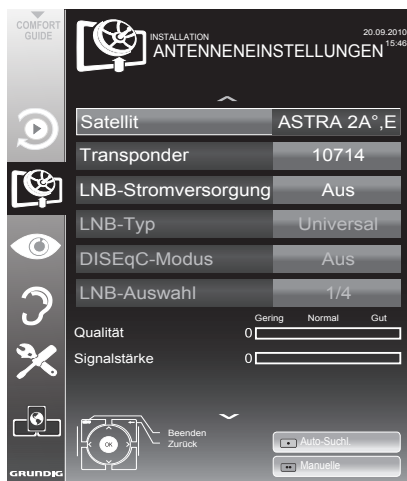 COMFORT
GUIDE
INSTALLATION
20.09.2010
ANTENNENEINSTELLUNGEN
15:46
Satellit ASTRA 2A°,E
Transponder 10714
LNB-Stromversorgung Aus
LNB-Typ Universal
DISEqC-Modus Aus
LNB-Auswahl 1/4
Gering Normal Gut
Qualität 0
Signalstärke 0
Beenden
Zurück
OK
Auto-Suchl.
Manuelle
GRUNDIG